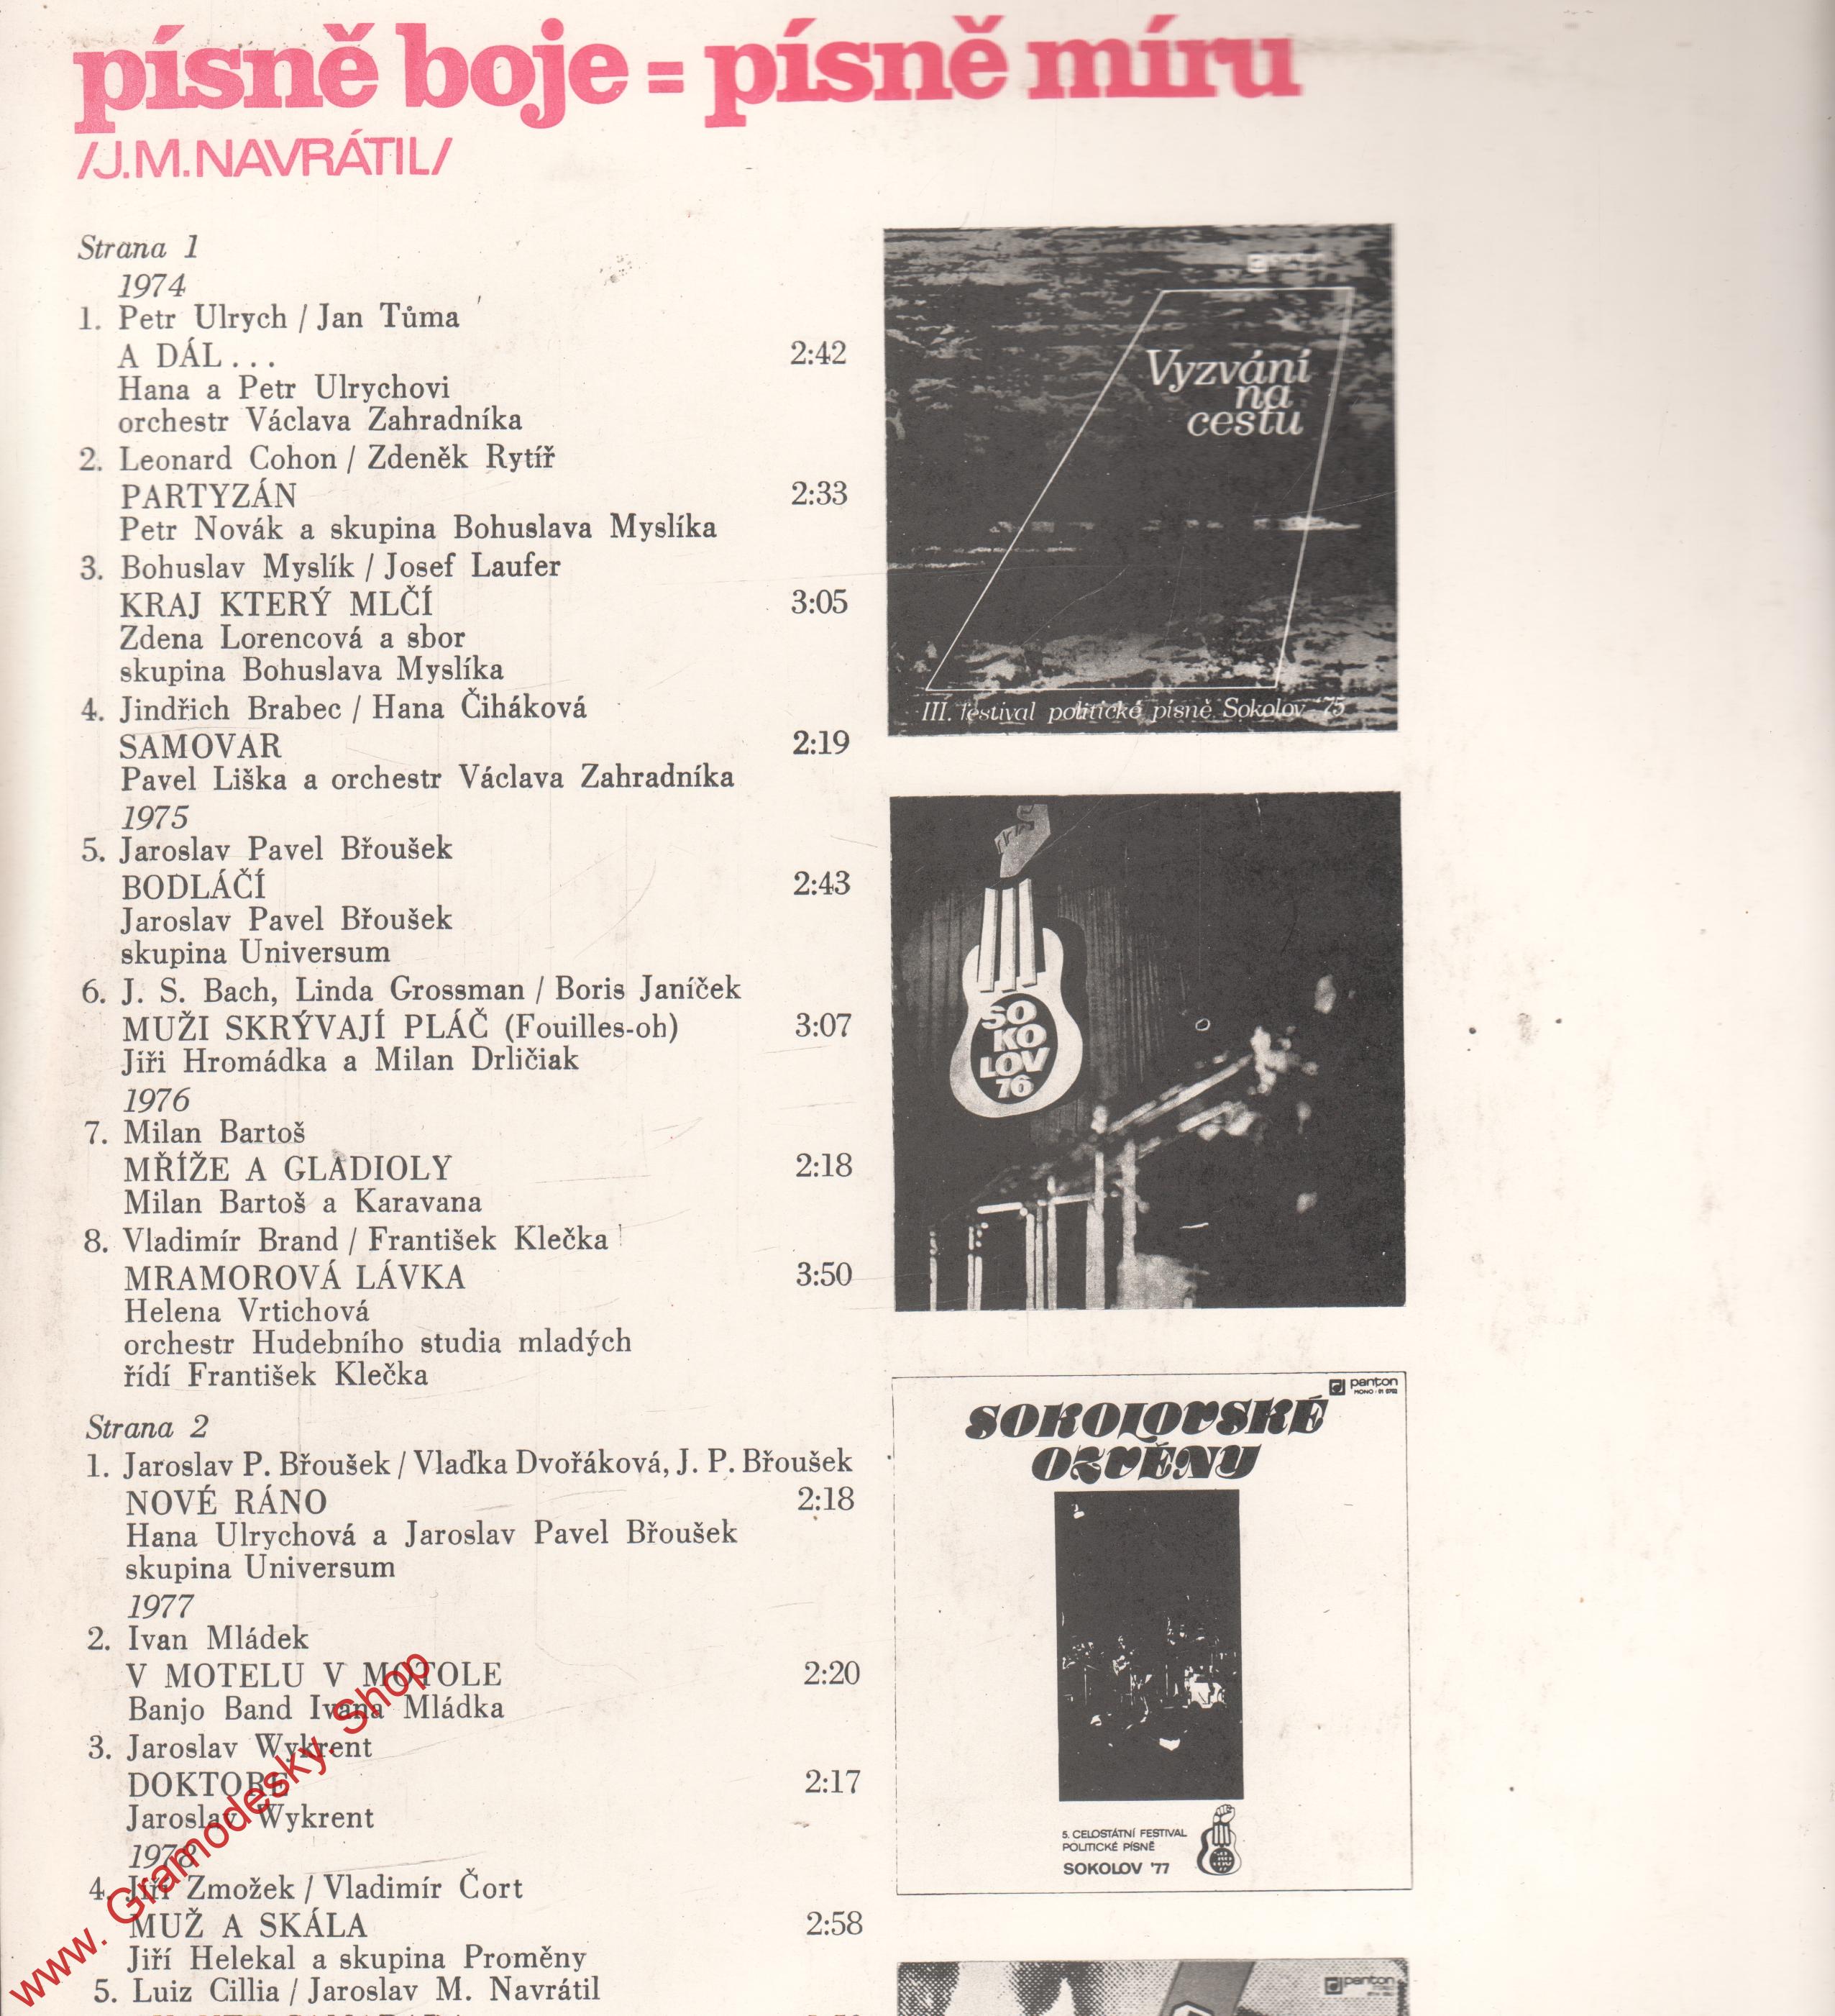 písně boje = písně míru
/J.M.NAVRÁTIL/
Strana 1
1974
1. Petr Ulrych / Jan Tůma
A DÁL... 2:42
Hana a Petr Ulrychovi
orchestr Václava Zahradníka
2. Leonard Cohon / Zdeněk Rytíř
PARTYZÁN 2:33
Petr Novák a skupina Bohuslava Myslíka
3. Bohuslav Myslík / Josef Laufer
KRAJ KTERÝ MLČÍ 3:05
Zdena Lorencová a sbor
skupina Bohuslava Myslíka
4. Jindřich Brabec / Hana Čiháková
SAMOVAR 2:19
Pavel Liška a orchestr Václava Zahradníka
1975
5. Jaroslav Pavel Břoušek
BODLÁČÍ 2:43
Jaroslav Pavel Břoušek
skupina Universum
6. J. S. Bach, Linda Grossman / Boris Janíček
MUŽI SKRÝVAJÍ PLÁČ (Fouilles-oh) 3:07
Jiří Hromádka a Milan Drličiak
1976
7. Milan Bartoš
MŘÍŽE A GLADIOLY 2:18
Milan Bartoš a Karavana
8. Vladimír Brand / František Klečka
MRAMOROVÁ LÁVKA 3:50
Helena Vrtichová
orchestr Hudebního studia mladých
řídí František Klečka
Strana 2
1. Jaroslav P. Břoušek / Vlaďka Dvořáková, J. P. Břoušek
NOVÉ RÁNO 2:18
Hana Ulrychová a Jaroslav Pavel Břoušek
skupina Universum
1977
2. Ivan Mládek
V MOTELU V MOTOLE 2:20
Banjo Band Ivana Mládka
3. Jaroslav Wykrent
DOKTORE 2:17
Jaroslav Wykrent
1978
4. Jiří Zmožek / Vladimír Čort
MUŽ A SKÁLA 2:58
Jiří Helekal a skupina Proměny
5. Luiz Cillia / Jaroslav M. Navrátil
Vyzvání
na
cestu
III. festival politické písně Sokolov '75
SO
KO
LOV
76
panton
MONO
SOKOLOVSKÉ
OZVĚNY
5. CELOSTÁTNÍ FESTIVAL
POLITICKÉ PÍSNĚ
SOKOLOV '77
panton
www. Gramodesky. Shop